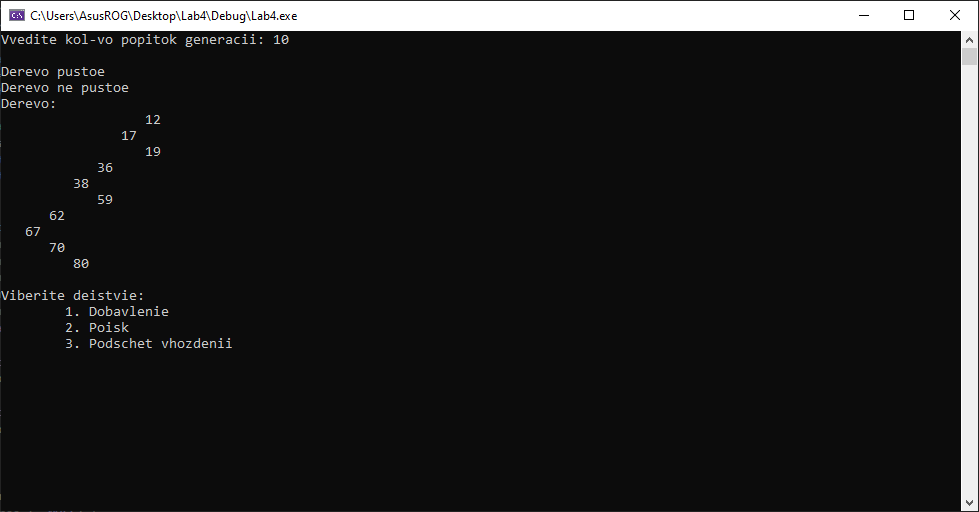 C:\Users\AsusROG\Desktop\Lab4\Debug\Lab4.exe
Vvedite kol-vo popitok generacii: 10
Derevo pustoe
Derevo ne pustoe
Derevo:
12
17
19
36
38
59
62
67
70
80
Viberite deistvie:
1. Dobavlenie
2. Poisk
3. Podschet vhozdenii